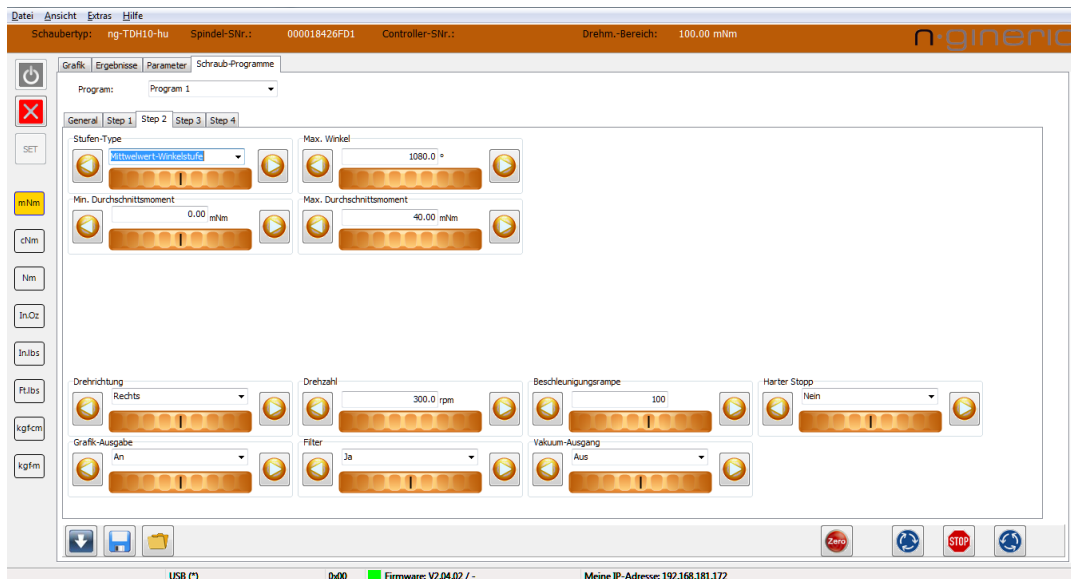 Datei Ansicht Extras Hilfe
Schaubertyp: ng-TDH10-hu Spindel-SNr.: 000018426FD1 Controller-SNr.: Drehm.-Bereich: 100.00 mNm n-gineric
Grafik Ergebnisse Parameter Schraub-Programme
Program: Program 1
General Step 1 Step 2 Step 3 Step 4
SET
mNm
cNm
Nm
In.Oz
In.lbs
Ft.lbs
kgf-cm
kgf-m
Stufen-Type Max. Winkel
Mittwelwert-Winkelstufe 1080.0 °
Min. Durchschnittsmoment Max. Durchschnittsmoment
0.00 mNm 40.00 mNm
Drehrichtung Drehzahl Beschleunigungsrampe Harter Stopp
Rechts 300.0 rpm 100 Nein
Grafik-Ausgabe Filter Vakuum-Ausgang
An Ja Aus
Zero STOP
USB (*) 0x00 Firmware: V2.04.02 / - Meine IP-Adresse: 192.168.181.172